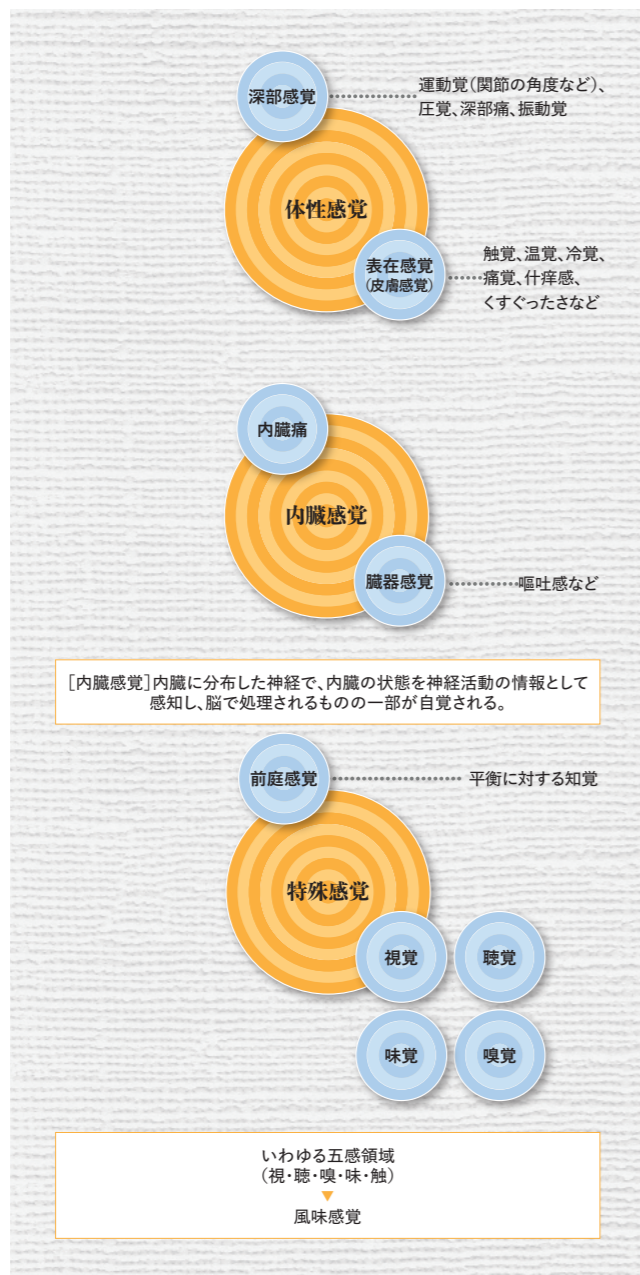 深部感覚
運動覚(関節の角度など)、
圧覚、深部痛、振動覚
体性感覚
表在感覚
(皮膚感覚)
触覚、温覚、冷覚、
痛覚、什痒感、
くすぐったさなど
内臓痛
内臓感覚
臓器感覚
嘔吐感など
[内臓感覚]内臓に分布した神経で、内臓の状態を神経活動の情報として
感知し、脳で処理されるものの一部が自覚される。
前庭感覚
平衡に対する知覚
特殊感覚
視覚
聴覚
味覚
嗅覚
いわゆる五感領域
(視・聴・嗅・味・触)
風味感覚